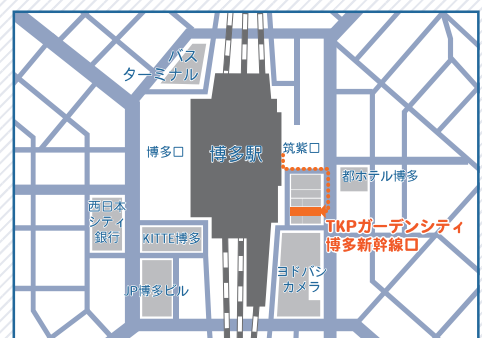 バス
ターミナル
博多口
博多駅
筑紫口
都ホテル博多
西日本
シティ
銀行
TKPガーデンシティ
博多新幹線口
KITTE博多
ヨドバシ
カメラ
JP博多ビル